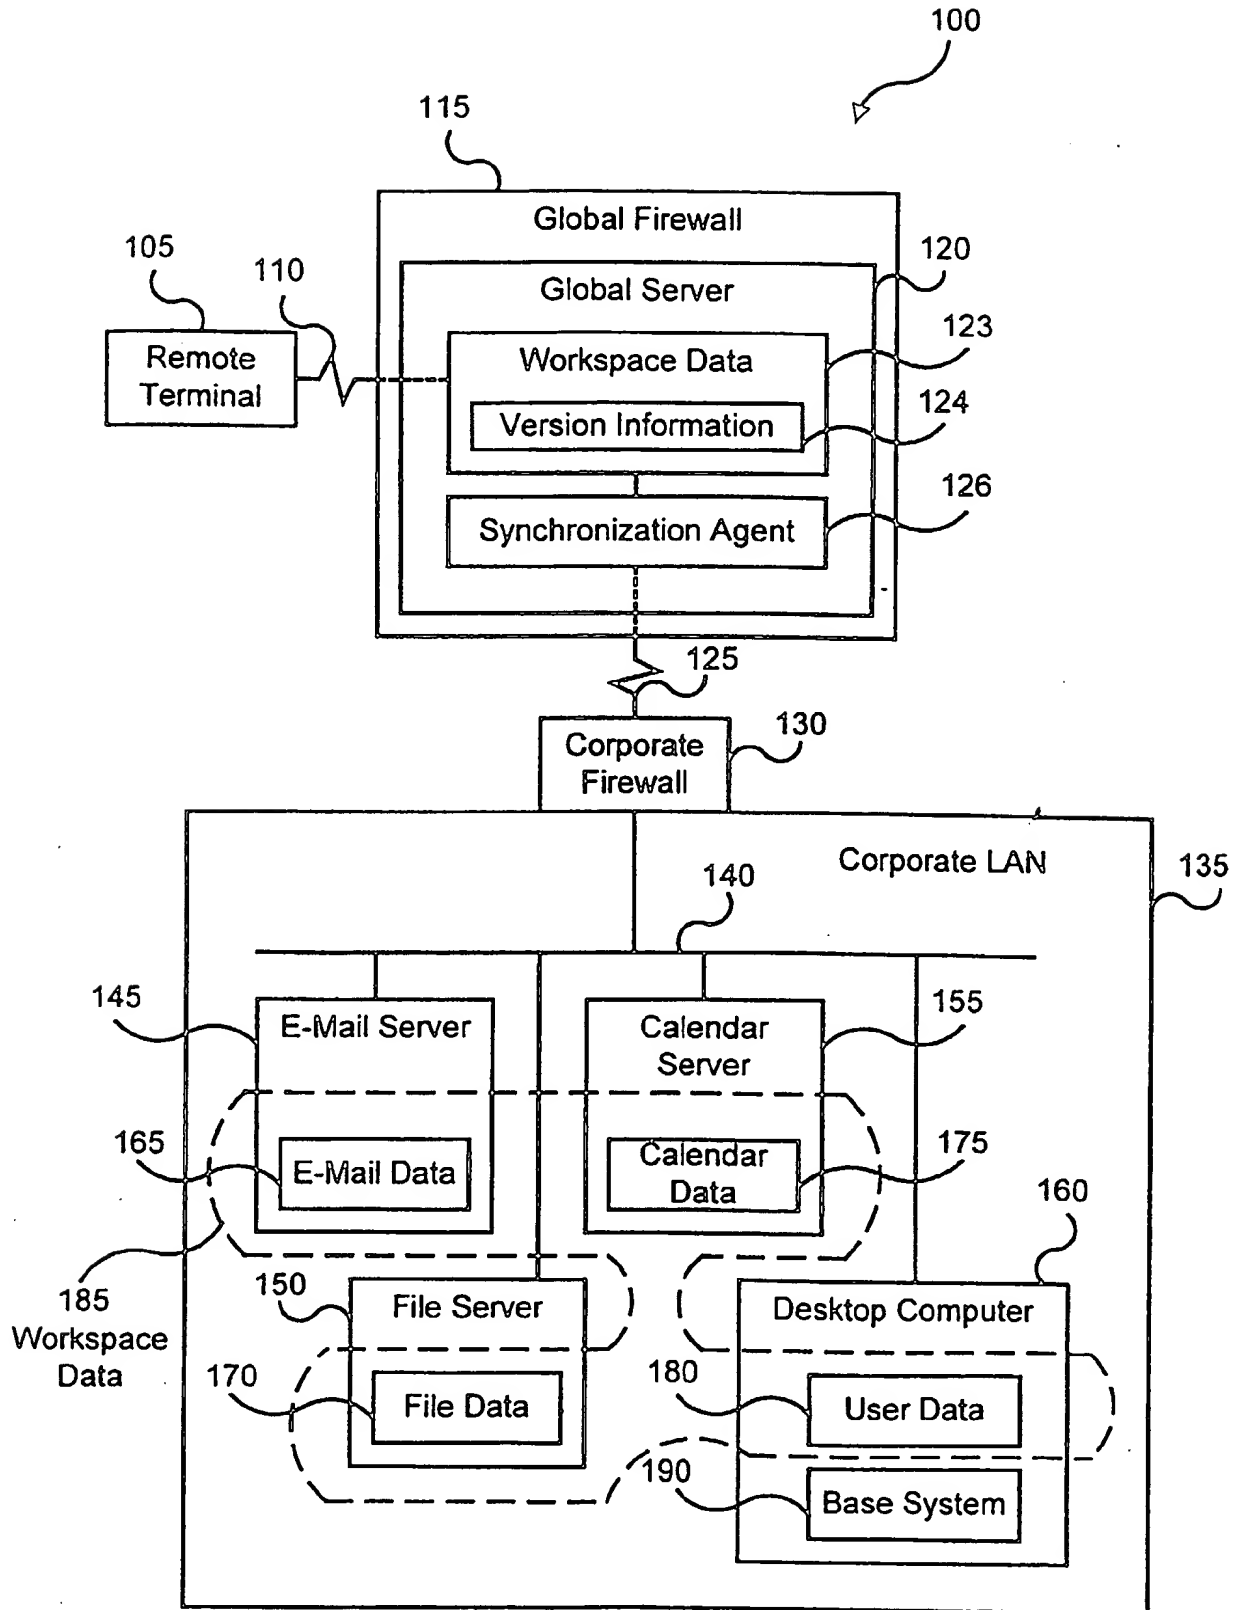 100
115
Global Firewall
105
110
120
Global Server
123
Remote
Terminal
Workspace Data
124
Version Information
126
Synchronization Agent
125
130
Corporate
Firewall
Corporate LAN
135
140
145
E-Mail Server
Calendar
Server
155
165
E-Mail Data
Calendar
Data
175
160
185
Workspace
Data
150
File Server
Desktop Computer
170
File Data
180
User Data
190
Base System